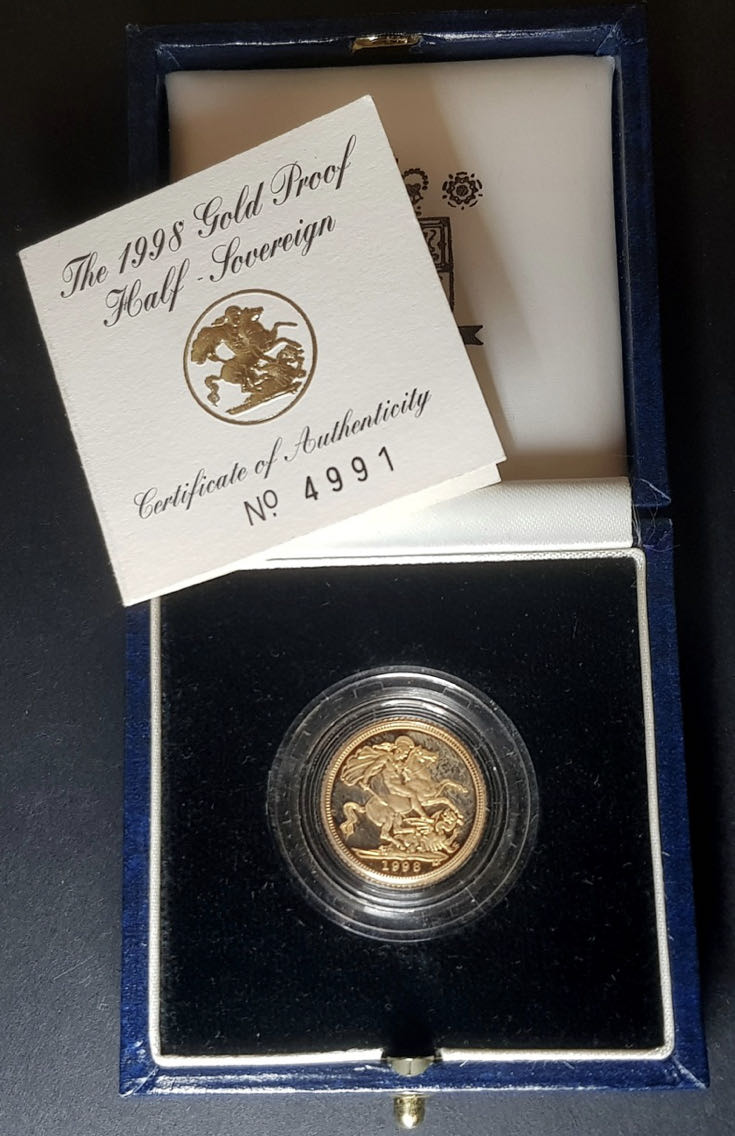 The 1998 Gold Proof
Half-Sovereign
Certificate of Authenticity
Nº 4991
1998